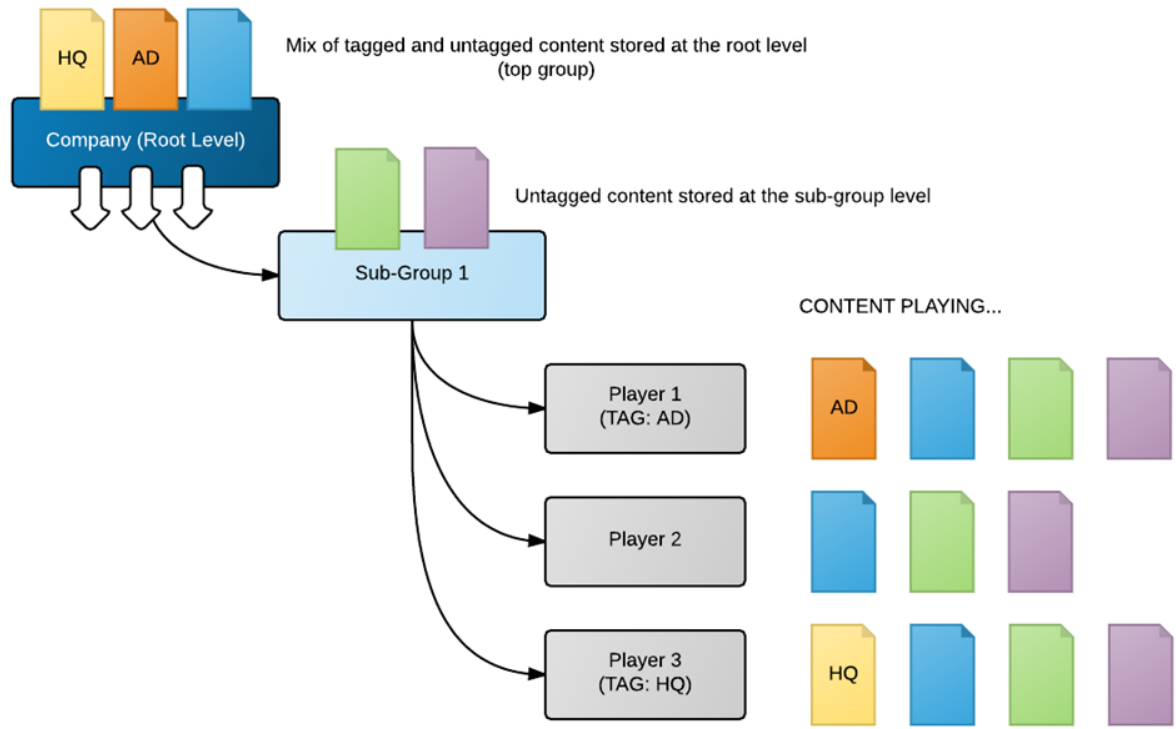 HQ
AD
Mix of tagged and untagged content stored at the root level
(top group)
Company (Root Level)
Untagged content stored at the sub-group level
Sub-Group 1
CONTENT PLAYING...
Player 1
(TAG: AD)
AD
Player 2
Player 3
(TAG: HQ)
HQ